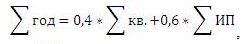 ∑ год = 0,4 * ∑ кв. + 0,6 * ∑ ИП,